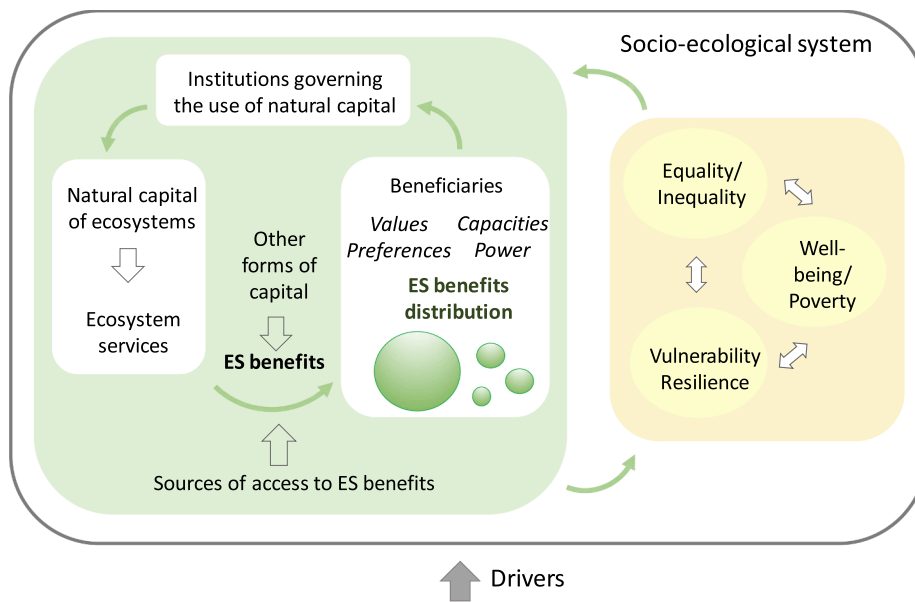 Socio-ecological system
Institutions governing
the use of natural capital
Natural capital
of ecosystems
Ecosystem
services
Other
forms of
capital
ES benefits
Beneficiaries
Values Capacities
Preferences Power
ES benefits
distribution
Sources of access to ES benefits
Equality/
Inequality
Well-
being/
Poverty
Vulnerability
Resilience
Drivers